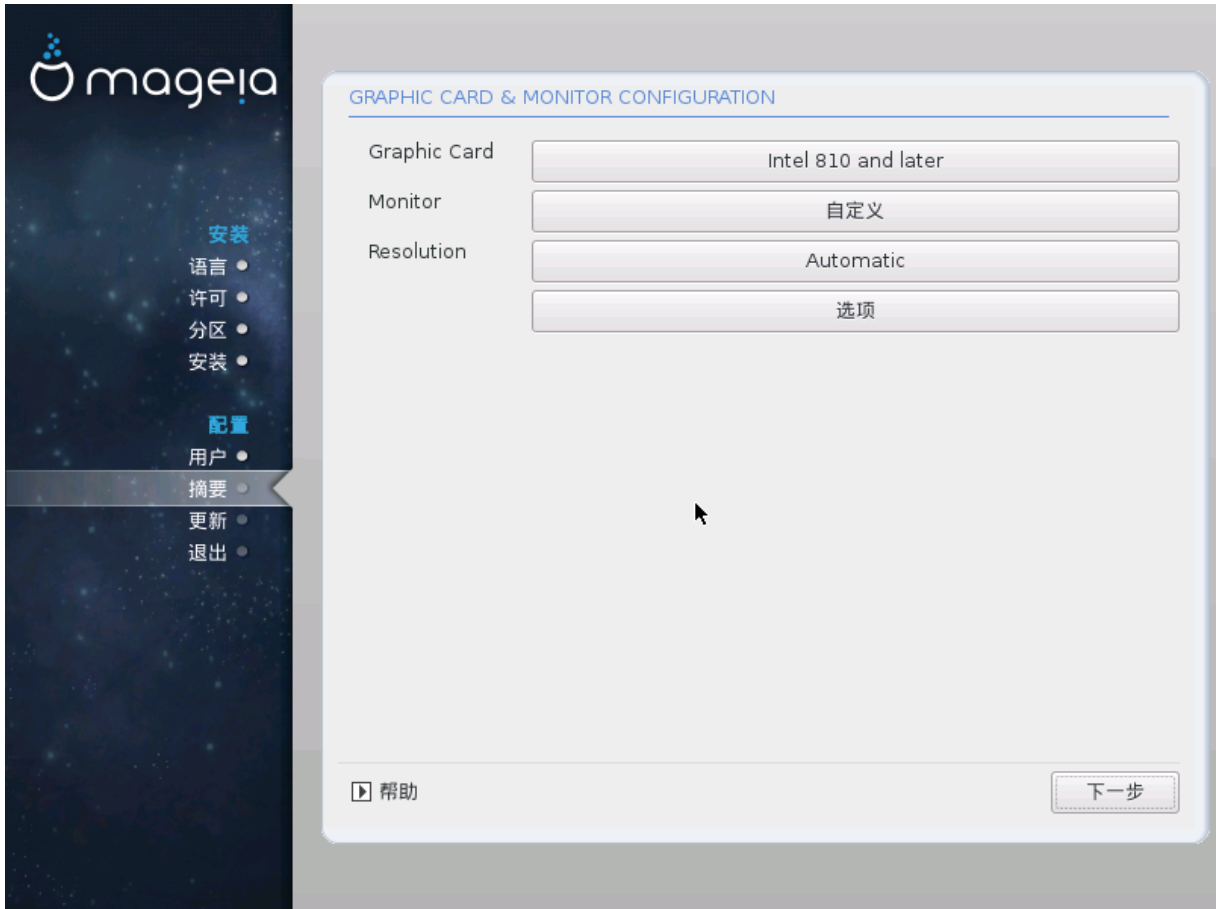 mageia
安装
语言
许可
分区
安装
配置
用户
摘要
更新
退出
GRAPHIC CARD & MONITOR CONFIGURATION
Graphic Card
Intel 810 and later
Monitor
自定义
Resolution
Automatic
选项
帮助
下一步